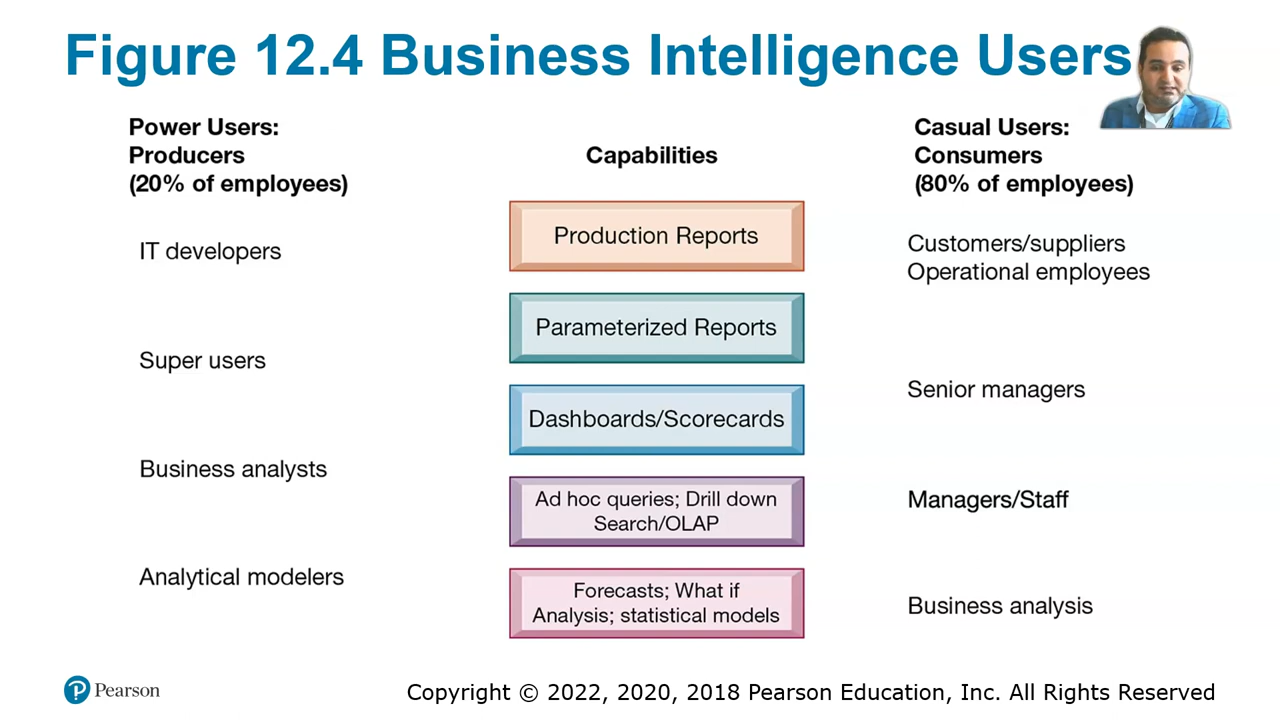 Figure 12.4 Business Intelligence Users
Power Users:
Producers
(20% of employees)
IT developers
Super users
Business analysts
Analytical modelers
Capabilities
Production Reports
Parameterized Reports
Dashboards/Scorecards
Ad hoc queries; Drill down
Search/OLAP
Forecasts; What if
Analysis; statistical models
Casual Users:
Consumers
(80% of employees)
Customers/suppliers
Operational employees
Senior managers
Managers/Staff
Business analysis
P Pearson
Copyright © 2022, 2020, 2018 Pearson Education, Inc. All Rights Reserved